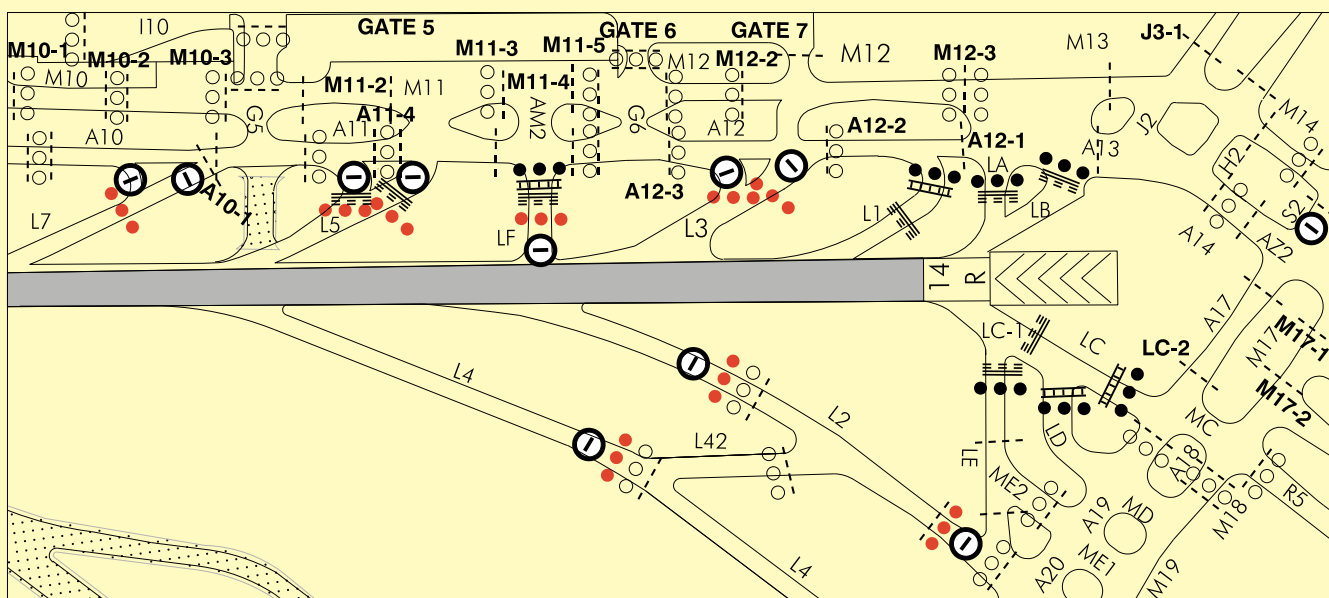 I10
GATE 5
GATE 6
GATE 7
J3-1
M10-1
M10-2
M10-3
M11-3
M11-5
M12-2
M12
M12-3
M13
M10
M11-2
M11
M11-4
M12
A10
G5
A11
A11-4
AM2
G6
A12
A12-2
A12-1
A13
J2
M14
A10-1
A12-3
LA
LB
H2
S2
L7
L5
LF
L3
L1
A14
AZ2
14
R
A17
LC-1
LC
LC-2
M17
M17-1
M17-2
L4
L2
L42
LE
LD
MC
A18
ME2
A19
MD
M18
R5
L4
A20
ME1
M19